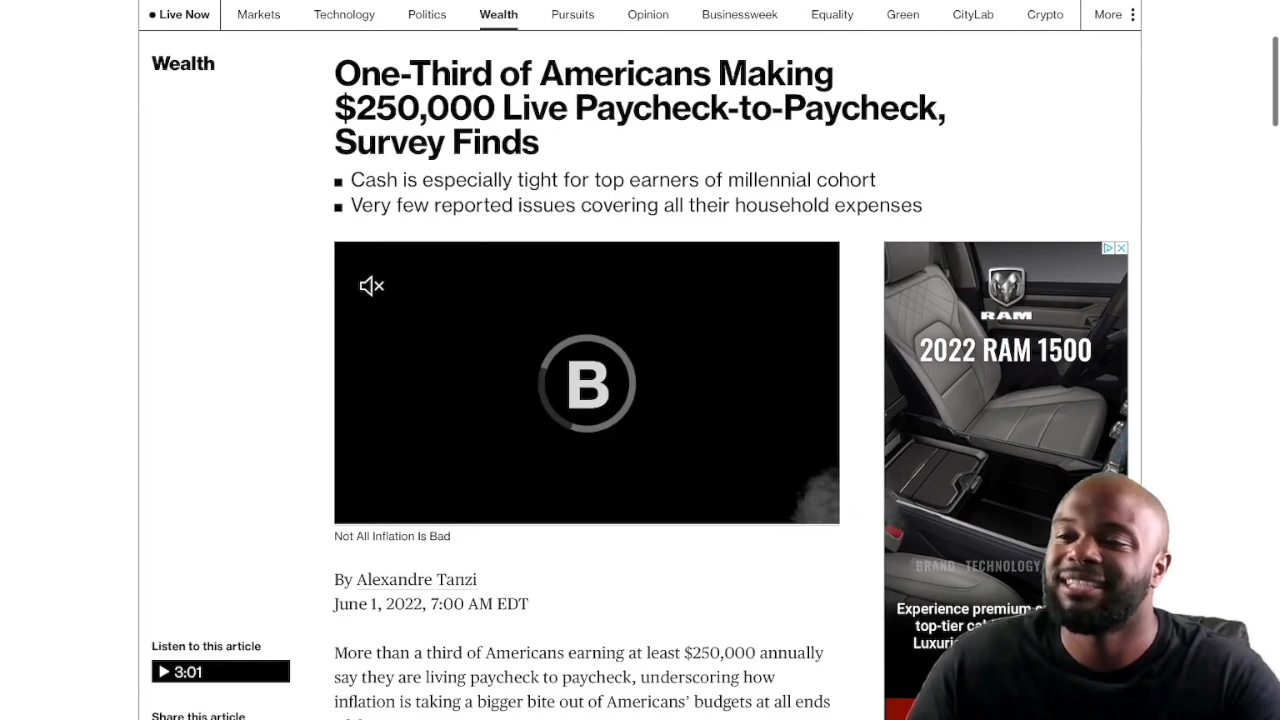 Live Now Markets Technology Politics Wealth Pursuits Opinion Businessweek Equality Green CityLab Crypto More
Wealth
One-Third of Americans Making
$250,000 Live Paycheck-to-Paycheck,
Survey Finds
Cash is especially tight for top earners of millennial cohort
Very few reported issues covering all their household expenses
B
RAM
2022 RAM 1500
BRAND TECHNOLOGY
Experience premium
top-tier
Not All Inflation Is Bad
By Alexandre Tanzi
June 1, 2022, 7:00 AM EDT
Listen to this article
3:01
Share this article
More than a third of Americans earning at least $250,000 annually
say they are living paycheck to paycheck, underscoring how
inflation is taking a bigger bite out of Americans’ budgets at all ends